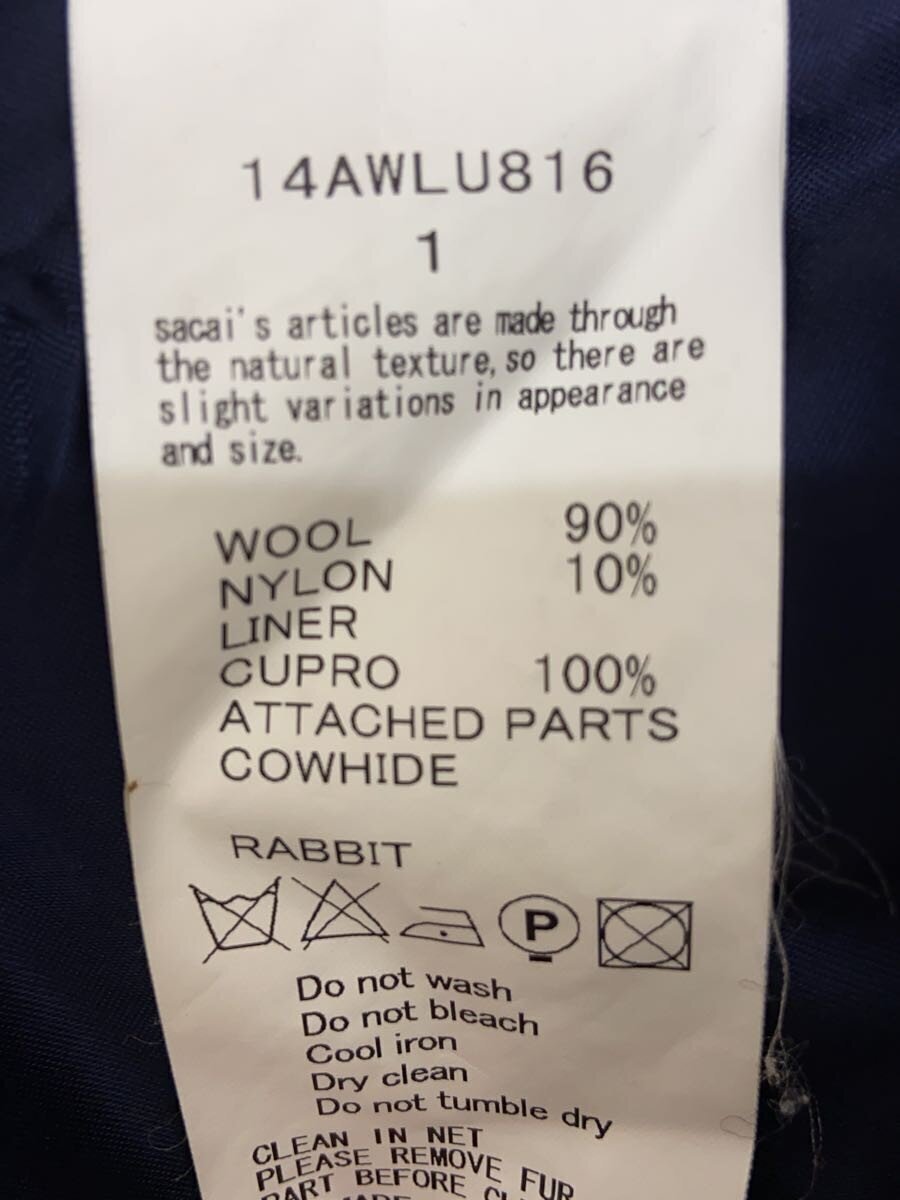 14AWLU816
1
sacai's articles are made through
the natural texture, so there are
slight variations in appearance
and size.
WOOL 90%
NYLON 10%
LINER
CUPRO 100%
ATTACHED PARTS
COWHIDE
RABBIT
P
Do not wash
Do not bleach
Cool iron
Dry clean
Do not tumble dry
CLEAN IN NET
PLEASE REMOVE FUR
PART BEFORE